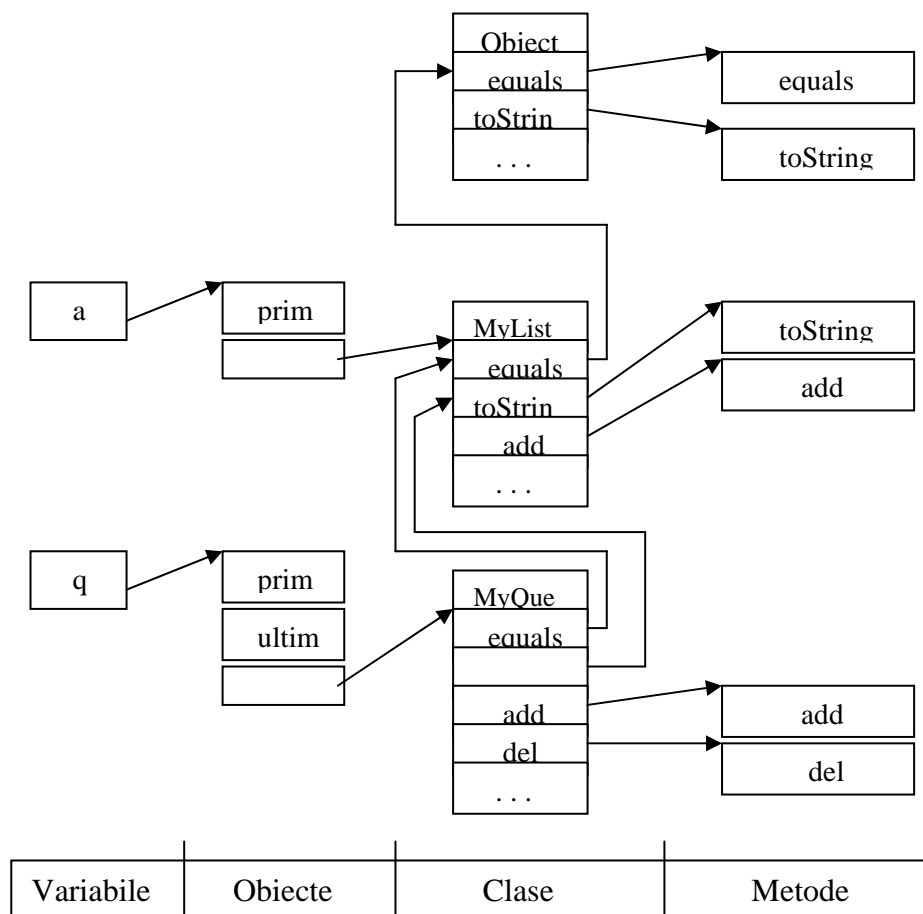 Object
equals
equals
toStrin
toString
. . .
a
prim
MyList
toString
equals
toStrin
add
add
. . .
q
prim
MyQue
ultim
equals
add
add
del
del
. . .
Variabile
Obiecte
Clase
Metode